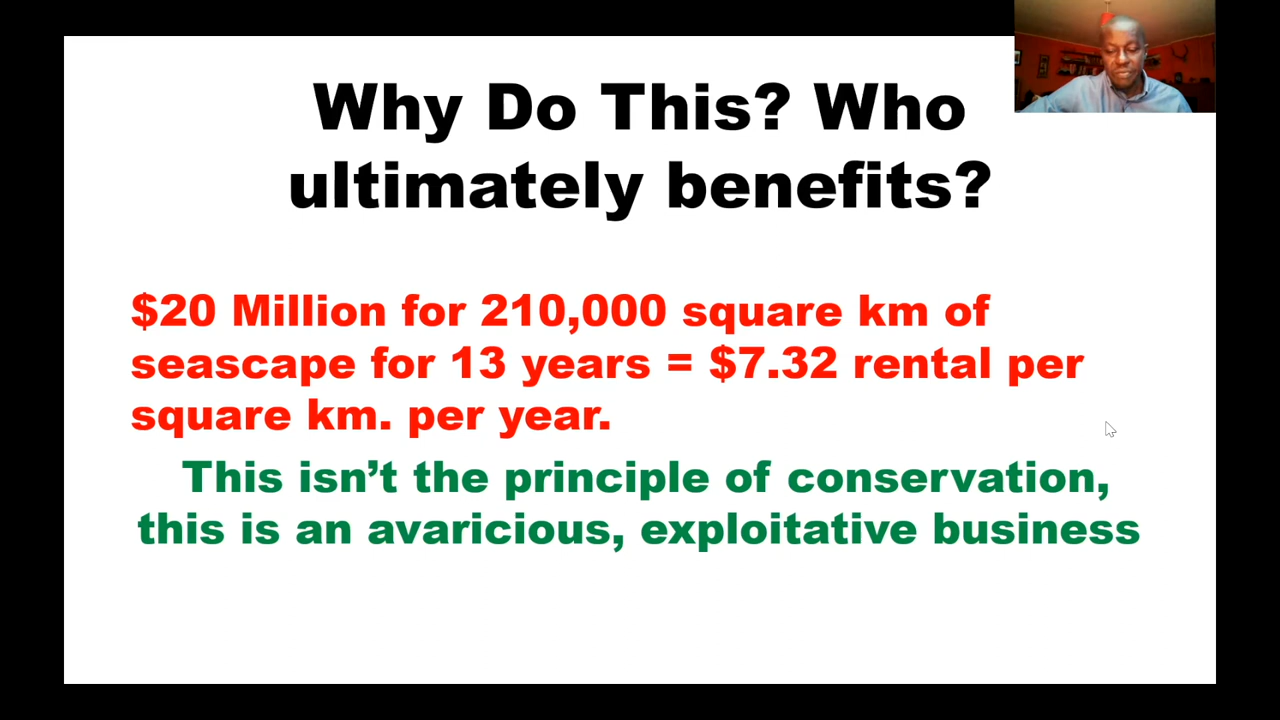 Why Do This? Who
ultimately benefits?
$20 Million for 210,000 square km of
seascape for 13 years = $7.32 rental per
square km. per year.
This isn’t the principle of conservation,
this is an avaricious, exploitative business